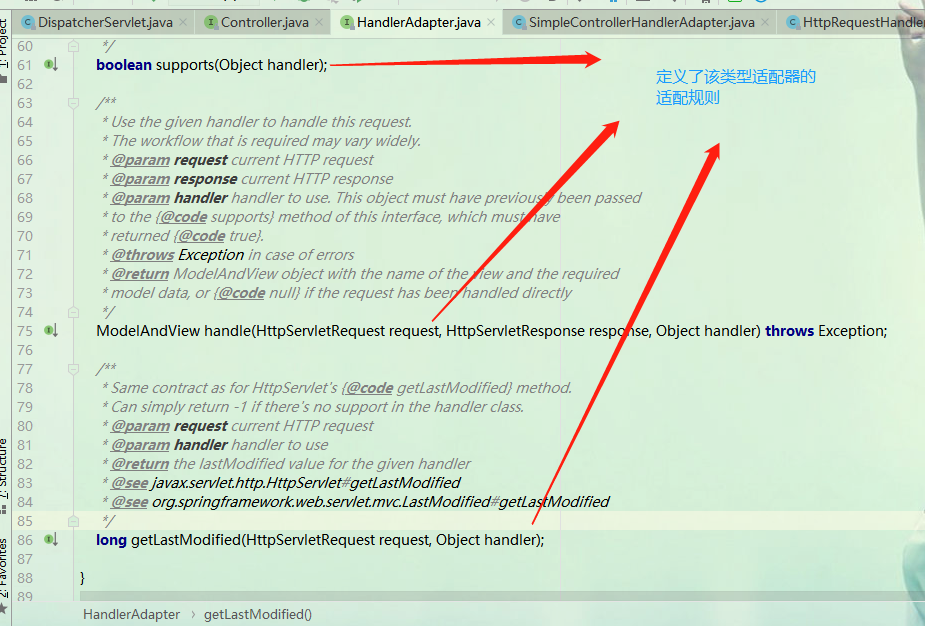 DispatcherServlet.java Controller.java HandlerAdapter.java SimpleControllerHandlerAdapter.java HttpRequestHandle
1: Project
60 */
61 boolean supports(Object handler);
定义了该类型适配器的
适配规则
62
63 /**
64 * Use the given handler to handle this request.
65 * The workflow that is required may vary widely.
66 * @param request current HTTP request
67 * @param response current HTTP response
68 * @param handler handler to use. This object must have previously been passed
69 * to the {@code supports} method of this interface, which must have
70 * returned {@code true}.
71 * @throws Exception in case of errors
72 * @return ModelAndView object with the name of the view and the required
73 * model data, or {@code null} if the request has been handled directly
74 */
75 ModelAndView handle(HttpServletRequest request, HttpServletResponse response, Object handler) throws Exception;
76
77 /**
78 * Same contract as for HttpServlet's {@code getLastModified} method.
79 * Can simply return -1 if there's no support in the handler class.
80 * @param request current HTTP request
81 * @param handler handler to use
82 * @return the lastModified value for the given handler
83 * @see javax.servlet.http.HttpServlet#getLastModified
84 * @see org.springframework.web.servlet.mvc.LastModified#getLastModified
85 */
86 long getLastModified(HttpServletRequest request, Object handler);
87
88 }
89
Structure
2: Favorites
HandlerAdapter › getLastModified()